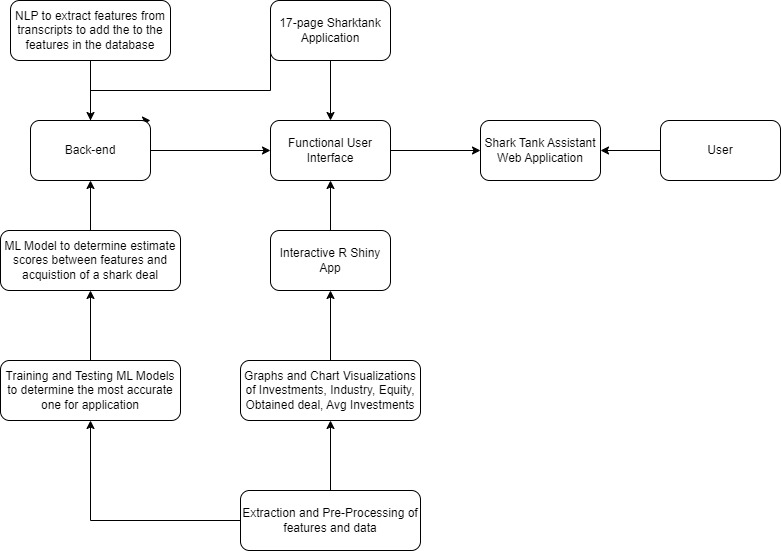 NLP to extract features from
transcripts to add the to the
features in the database
17-page Sharktank
Application
Back-end
Functional User
Interface
Shark Tank Assistant
Web Application
User
ML Model to determine estimate
scores between features and
acquistion of a shark deal
Interactive R Shiny
App
Training and Testing ML Models
to determine the most accurate
one for application
Graphs and Chart Visualizations
of Investments, Industry, Equity,
Obtained deal, Avg Investments
Extraction and Pre-Processing of
features and data